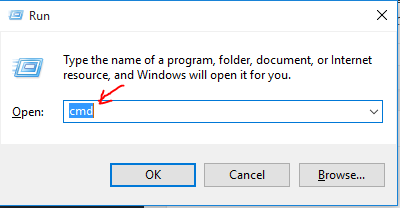 Run
Type the name of a program, folder, document, or Internet
resource, and Windows will open it for you.
Open: cmd
OK Cancel Browse...